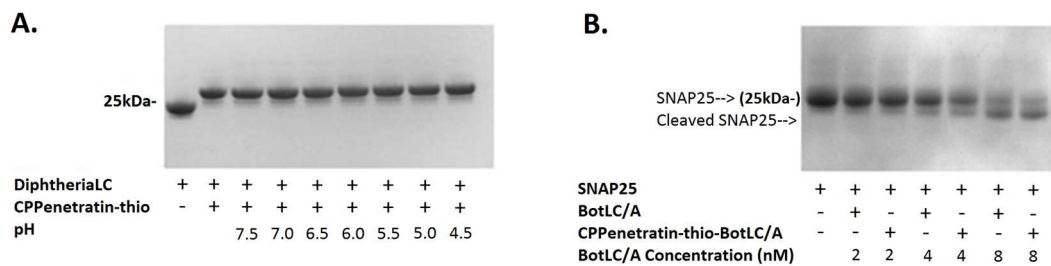 A.
25kDa-
DiphtheriaLC + + + + + + + + +
CPPenetratin-thio - + + + + + + + +
pH 7.5 7.0 6.5 6.0 5.5 5.0 4.5
B.
SNAP25--> (25kDa-)
Cleaved SNAP25-->
SNAP25 + + + + + + +
BotLC/A - + - + - + -
CPPenetratin-thio-BotLC/A - - + - + - +
BotLC/A Concentration (nM) 2 2 4 4 8 8